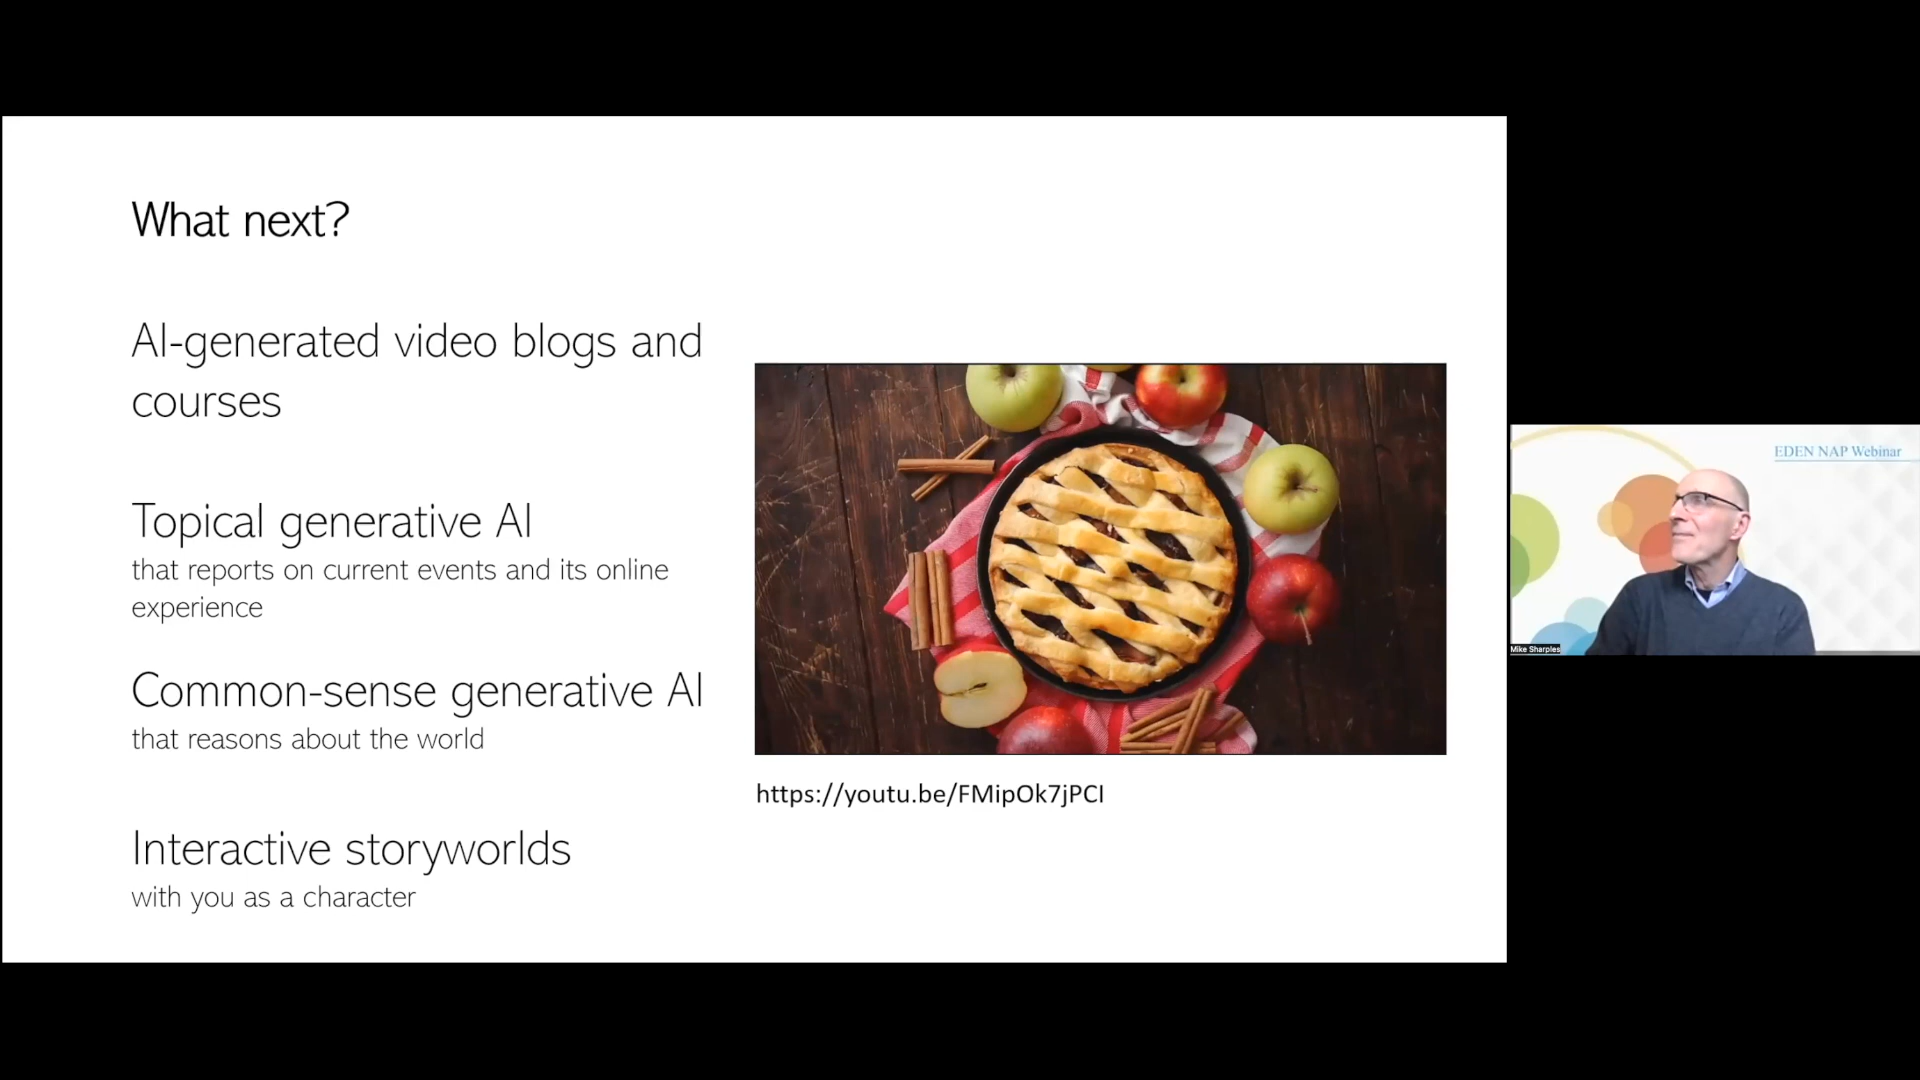 What next?
AI-generated video blogs and
courses
Topical generative AI
that reports on current events and its online
experience
Common-sense generative AI
that reasons about the world
Interactive storyworlds
with you as a character
https://youtu.be/FMipOk7jPCI
EDEN NAP Webinar
Mike Sharples